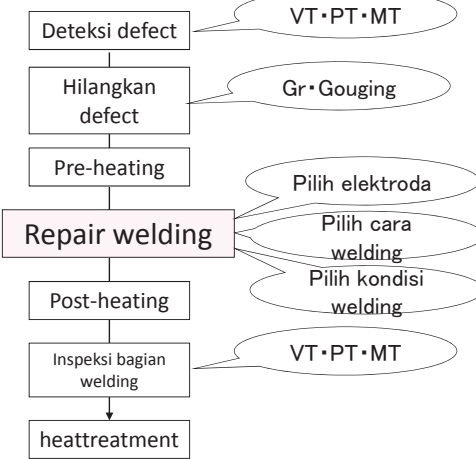 Deteksi defect
VT・PT・MT
Hilangkan
defect
Gr・Gouging
Pre-heating
Repair welding
Pilih elektroda
Pilih cara
welding
Pilih kondisi
welding
Post-heating
Inspeksi bagian
welding
VT・PT・MT
heattreatment